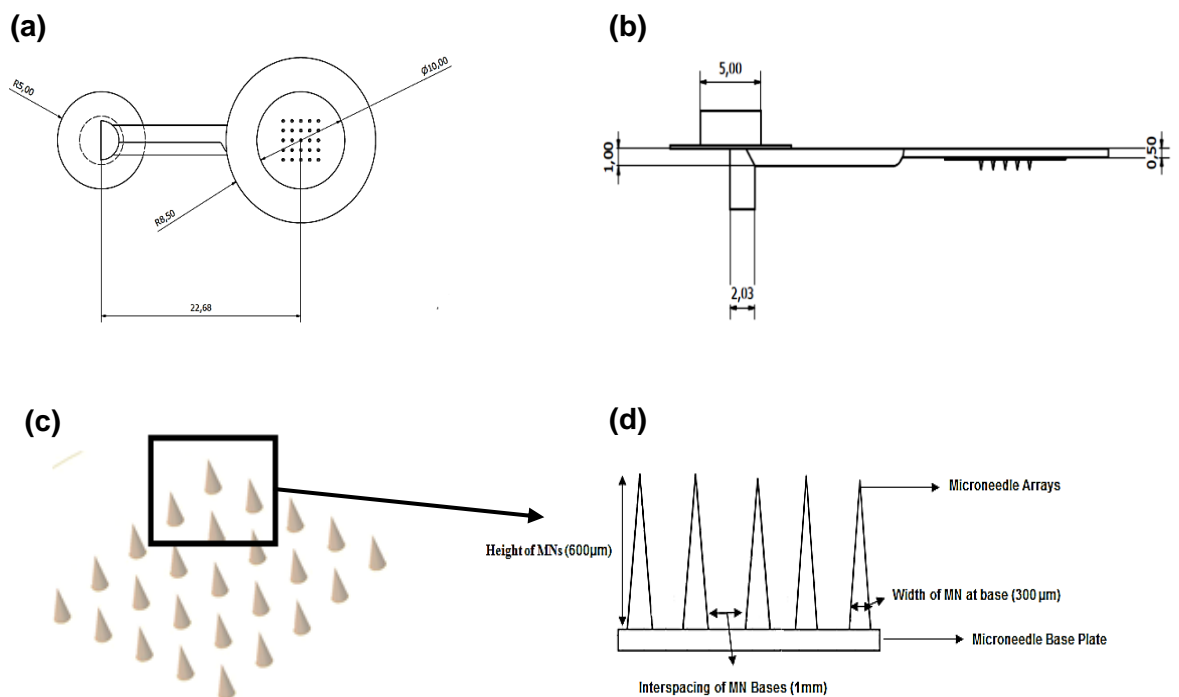 (a)
R5,00
Ø10,00
R8,50
22,68
(b)
5,00
1,00
0,50
2,03
(c)
(d)
Microneedle Arrays
Height of MNs (600µm)
Width of MN at base (300 µm)
Microneedle Base Plate
Interspacing of MN Bases (1mm)